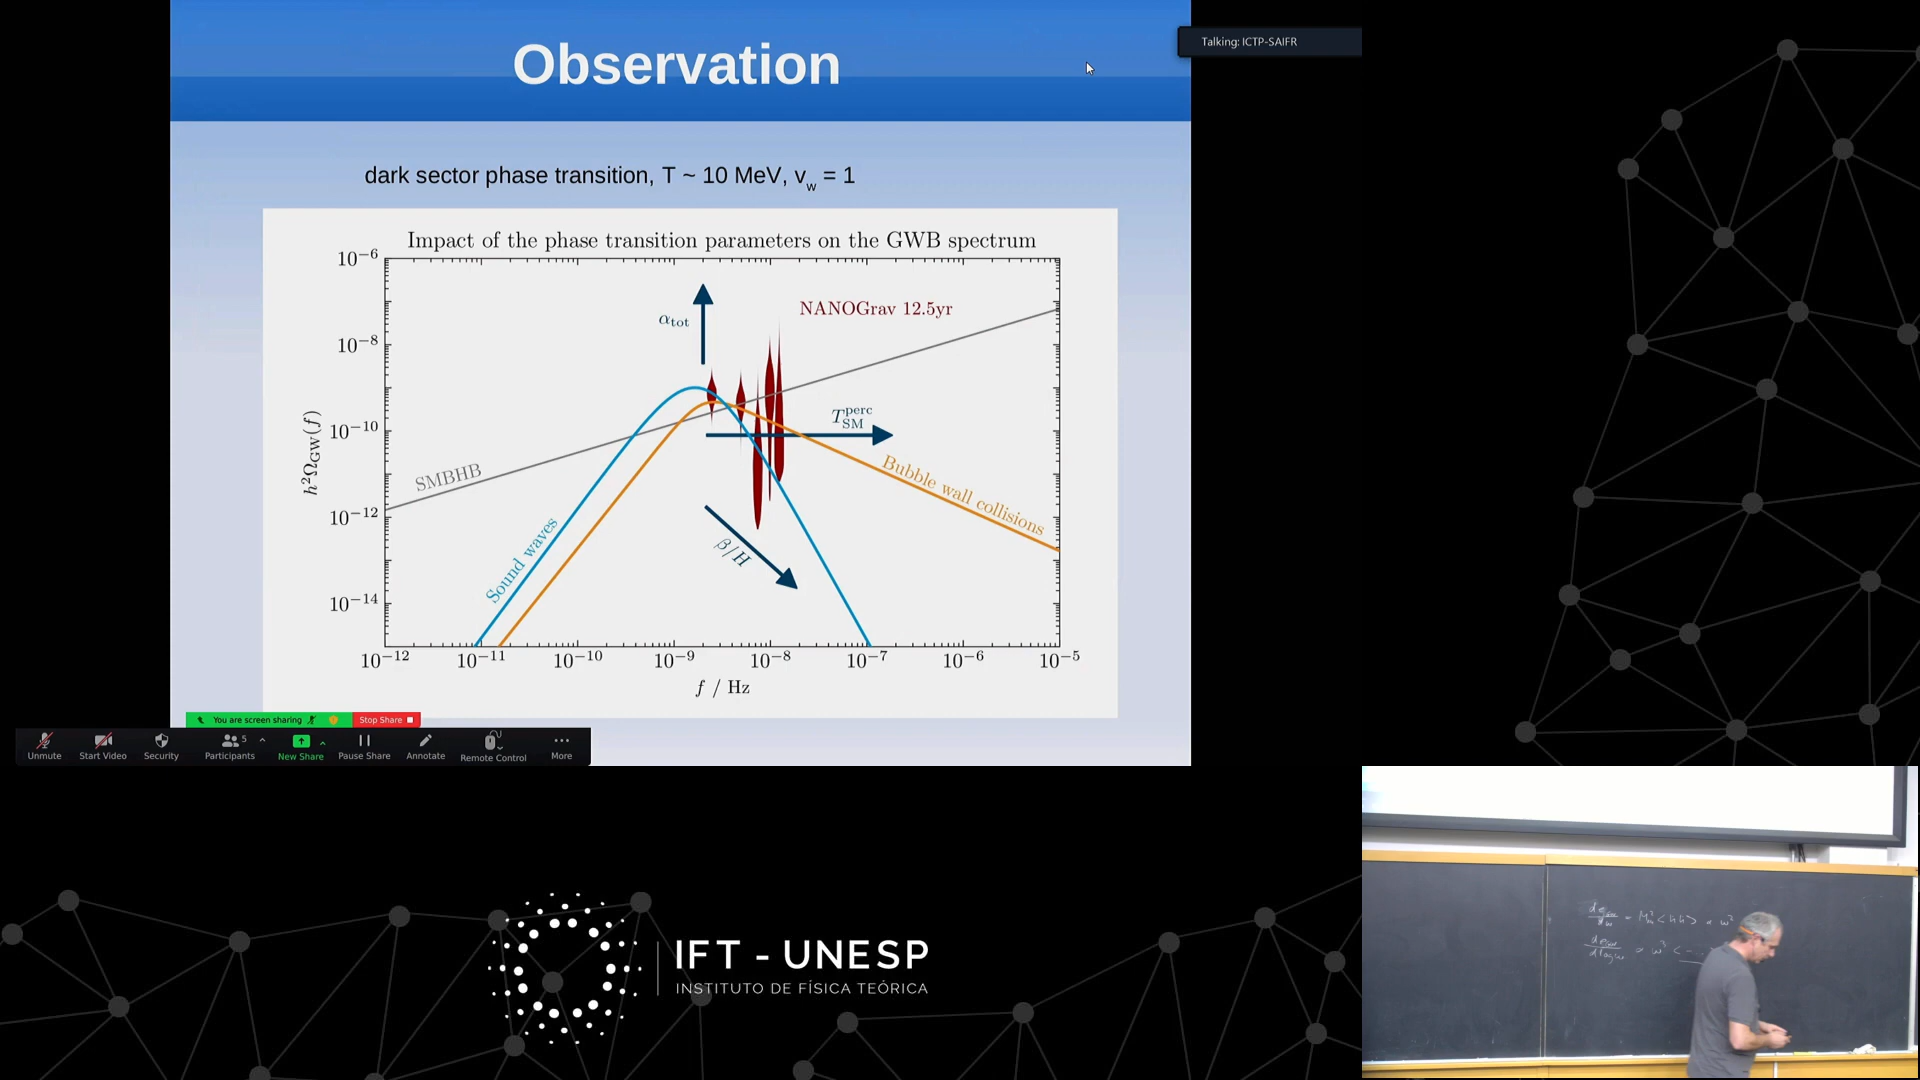 Observation
Talking: ICTP-SAIFR
dark sector phase transition, T ~ 10 MeV, v_w = 1
Impact of the phase transition parameters on the GWB spectrum
10⁻⁶
10⁻⁸
10⁻¹⁰
10⁻¹²
10⁻¹⁴
h²Ω_GW(f)
NANOGrav 12.5yr
α_tot
T_SM^perc
SMBHB
Bubble wall collisions
Sound waves
β/H
10⁻¹² 10⁻¹¹ 10⁻¹⁰ 10⁻⁹ 10⁻⁸ 10⁻⁷ 10⁻⁶ 10⁻⁵
f / Hz
You are screen sharing Stop Share
Unmute Start Video Security Participants 5 New Share Pause Share Annotate Remote Control More
IFT - UNESP
INSTITUTO DE FÍSICA TEÓRICA